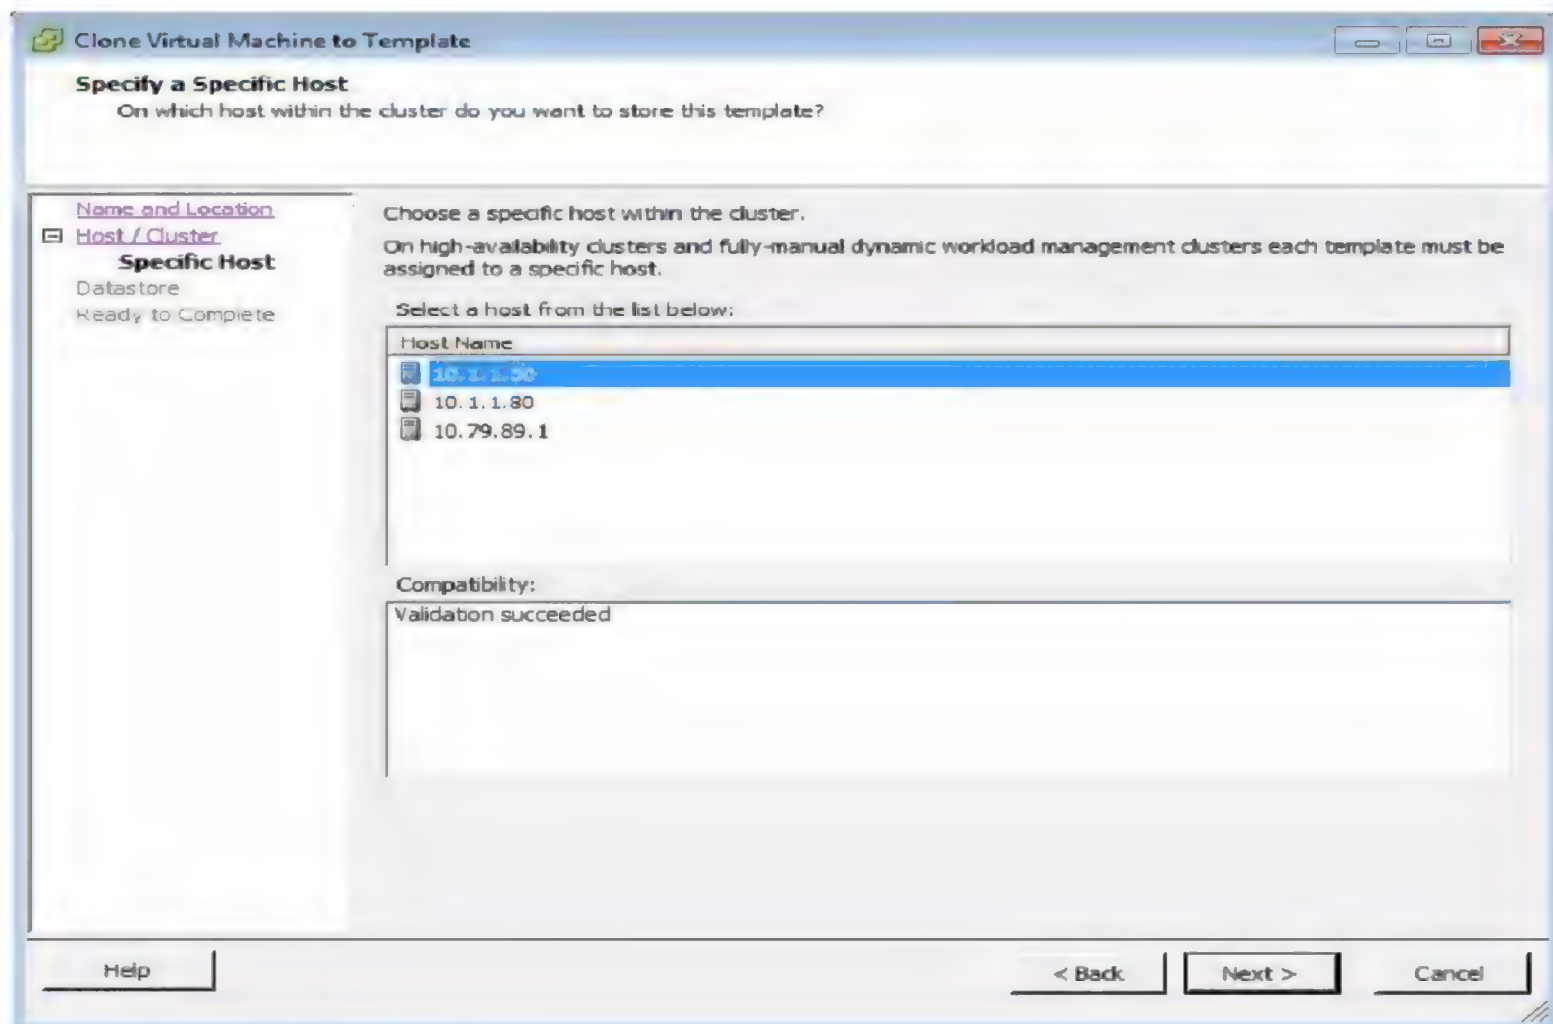 Clone Virtual Machine to Template
Specify a Specific Host
On which host within the cluster do you want to store this template?
Name and Location
Host / Cluster
Specific Host
Datastore
Ready to Complete
Choose a specific host within the cluster.
On high-availability clusters and fully-manual dynamic workload management clusters each template must be
assigned to a specific host.
Select a host from the list below:
Host Name
10.1.1.80
10.79.89.1
Compatibility:
Validation succeeded
Help
< Back
Next >
Cancel